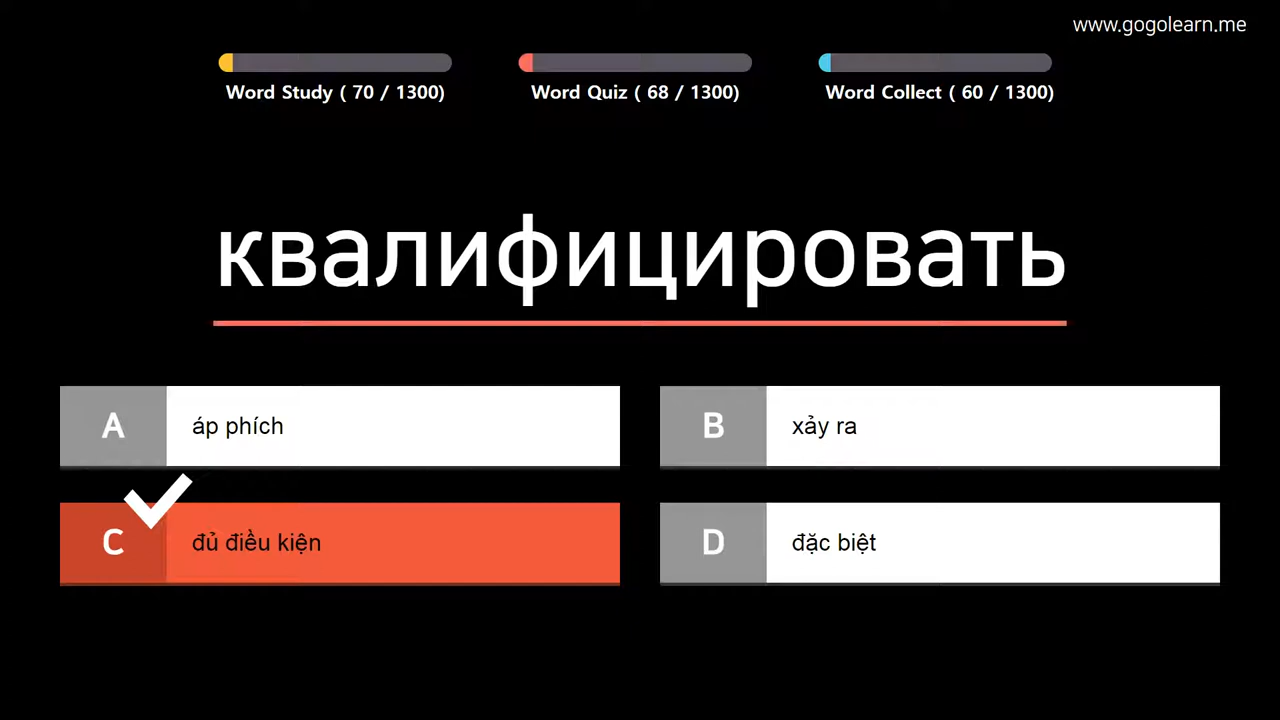 www.gogolearn.me
Word Study ( 70 / 1300)
Word Quiz ( 68 / 1300)
Word Collect ( 60 / 1300)
квалифицировать
A áp phích
B xảy ra
C đủ điều kiện
D đặc biệt